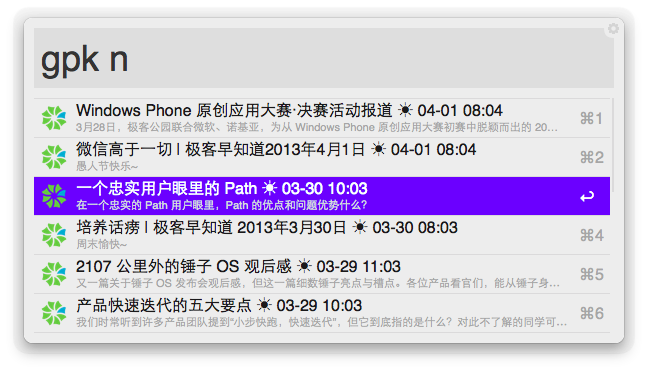 gpk n
Windows Phone 原创应用大赛·决赛活动报道 ☀ 04-01 08:04
⌘1
3月28日，极客公园联合微软、诺基亚，为从 Windows Phone 原创应用大赛初赛中脱颖而出的 20…
微信高于一切 | 极客早知道2013年4月1日 ☀ 04-01 08:04
⌘2
愚人节快乐~
一个忠实用户眼里的 Path ☀ 03-30 10:03
↩
在一个忠实的 Path 用户眼里，Path 的优点和问题优势什么？
培养话痨 | 极客早知道 2013年3月30日 ☀ 03-30 08:03
⌘4
周末愉快~
2107 公里外的锤子 OS 观后感 ☀ 03-29 11:03
⌘5
又一篇关于锤子 OS 发布会观后感，但这一篇细数锤子亮点与槽点。各位产品看官们，能从锤子身…
产品快速迭代的五大要点 ☀ 03-29 10:03
⌘6
我们时常听到许多产品团队提到“小步快跑，快速迭代”，但它到底指的是什么？对此不了解的同学可…